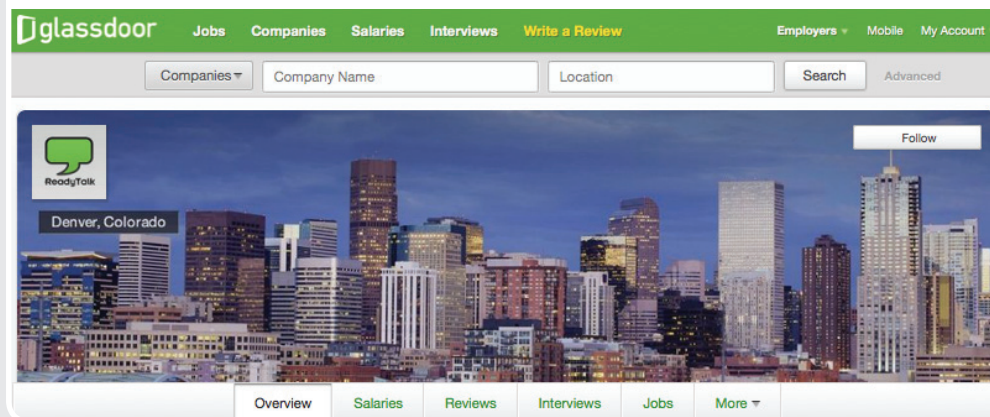 glassdoor Jobs Companies Salaries Interviews Write a Review Employers Mobile My Account
Companies Company Name Location Search Advanced
Follow
ReadyTalk
Denver, Colorado
Overview Salaries Reviews Interviews Jobs More